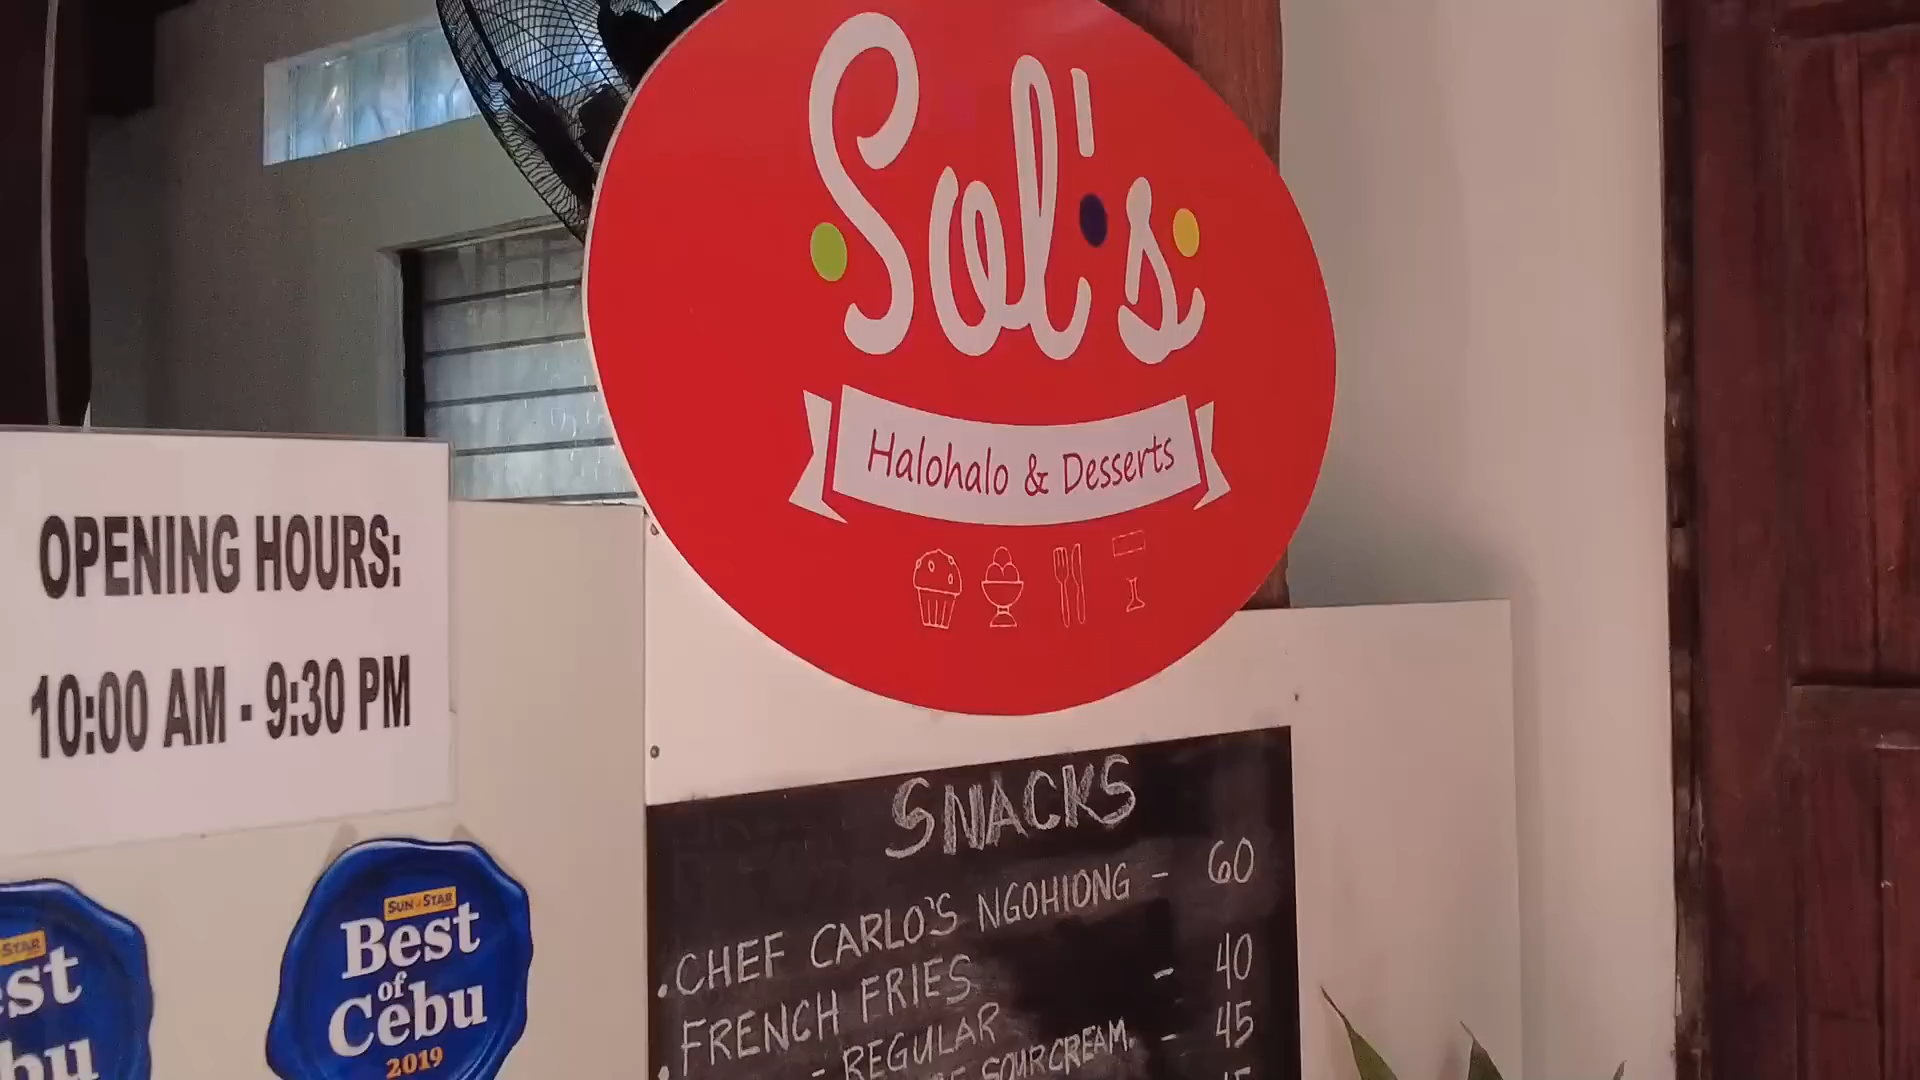 Sol's
Halohalo & Desserts
OPENING HOURS:
10:00 AM - 9:30 PM
SUN STAR
Best
of
Cebu
2019
STAR
est
bu
SNACKS
• CHEF CARLO'S NGOHIONG - 60
• FRENCH FRIES
- REGULAR - 40
SOURCREAM. - 45